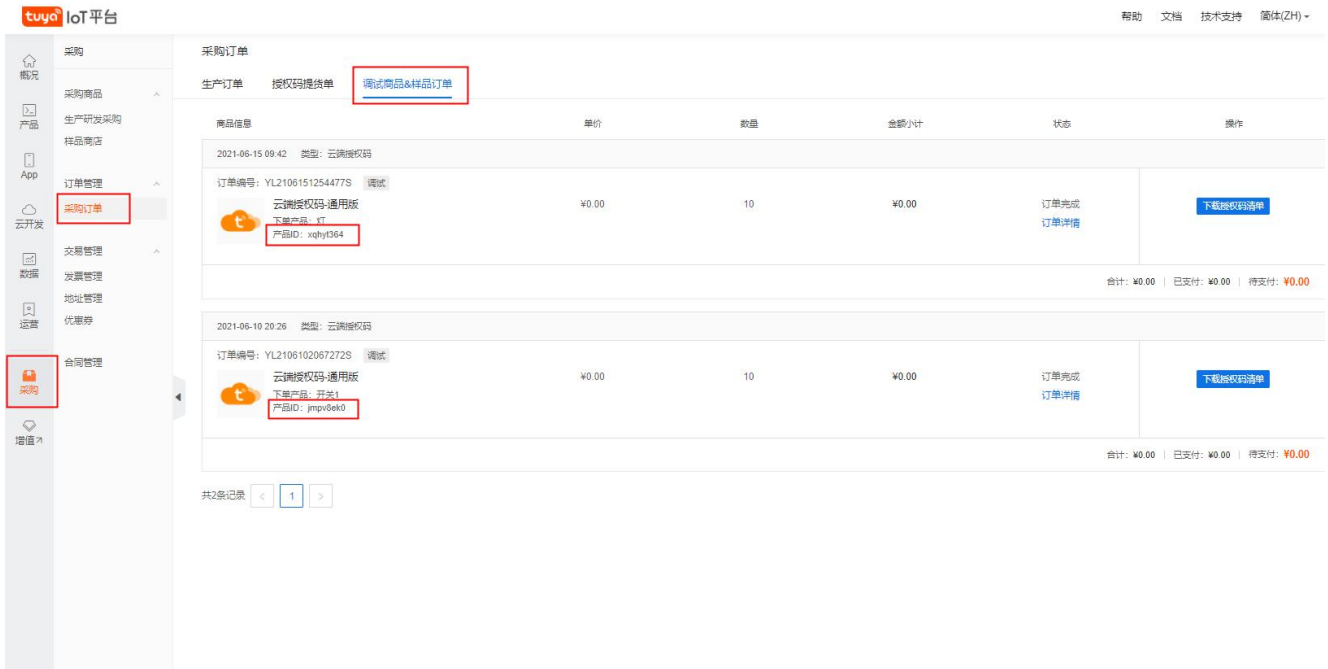 tuya IoT平台
帮助 文档 技术支持 简体(ZH)
概况
产品
App
云开发
数据
运营
采购
增值
采购
采购商品
生产研发采购
样品商店
订单管理
采购订单
交易管理
发票管理
地址管理
优惠券
合同管理
采购订单
生产订单 授权码提货单 调试商品&样品订单
商品信息 单价 数量 金额小计 状态 操作
2021-06-15 09:42 类型：云端授权码
订单编号：YL2106151254477S 调试
云端授权码-通用版 ¥0.00 10 ¥0.00 订单完成 下载授权码清单
下单产品：灯 订单详情
产品ID：xqhyt364
合计：¥0.00 | 已支付：¥0.00 | 待支付：¥0.00
2021-06-10 20:26 类型：云端授权码
订单编号：YL2106102067272S 调试
云端授权码-通用版 ¥0.00 10 ¥0.00 订单完成 下载授权码清单
下单产品：开关1 订单详情
产品ID：jmpv8ek0
合计：¥0.00 | 已支付：¥0.00 | 待支付：¥0.00
共2条记录 < 1 >